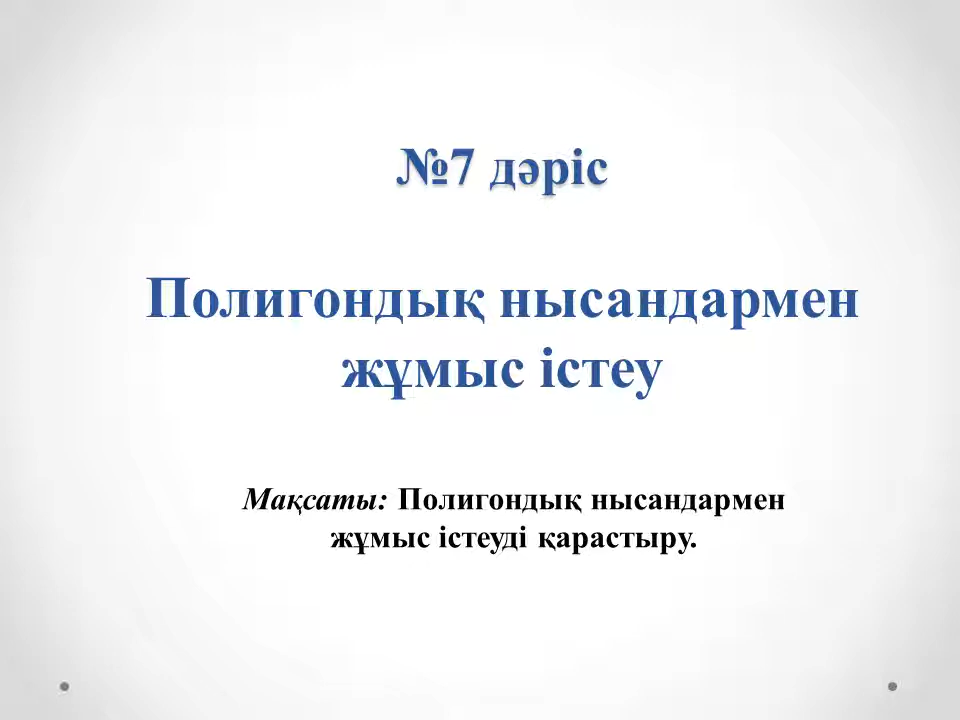 №7 дәріс
Полигондық нысандармен
жұмыс істеу
Мақсаты: Полигондық нысандармен
жұмыс істеуді қарастыру.